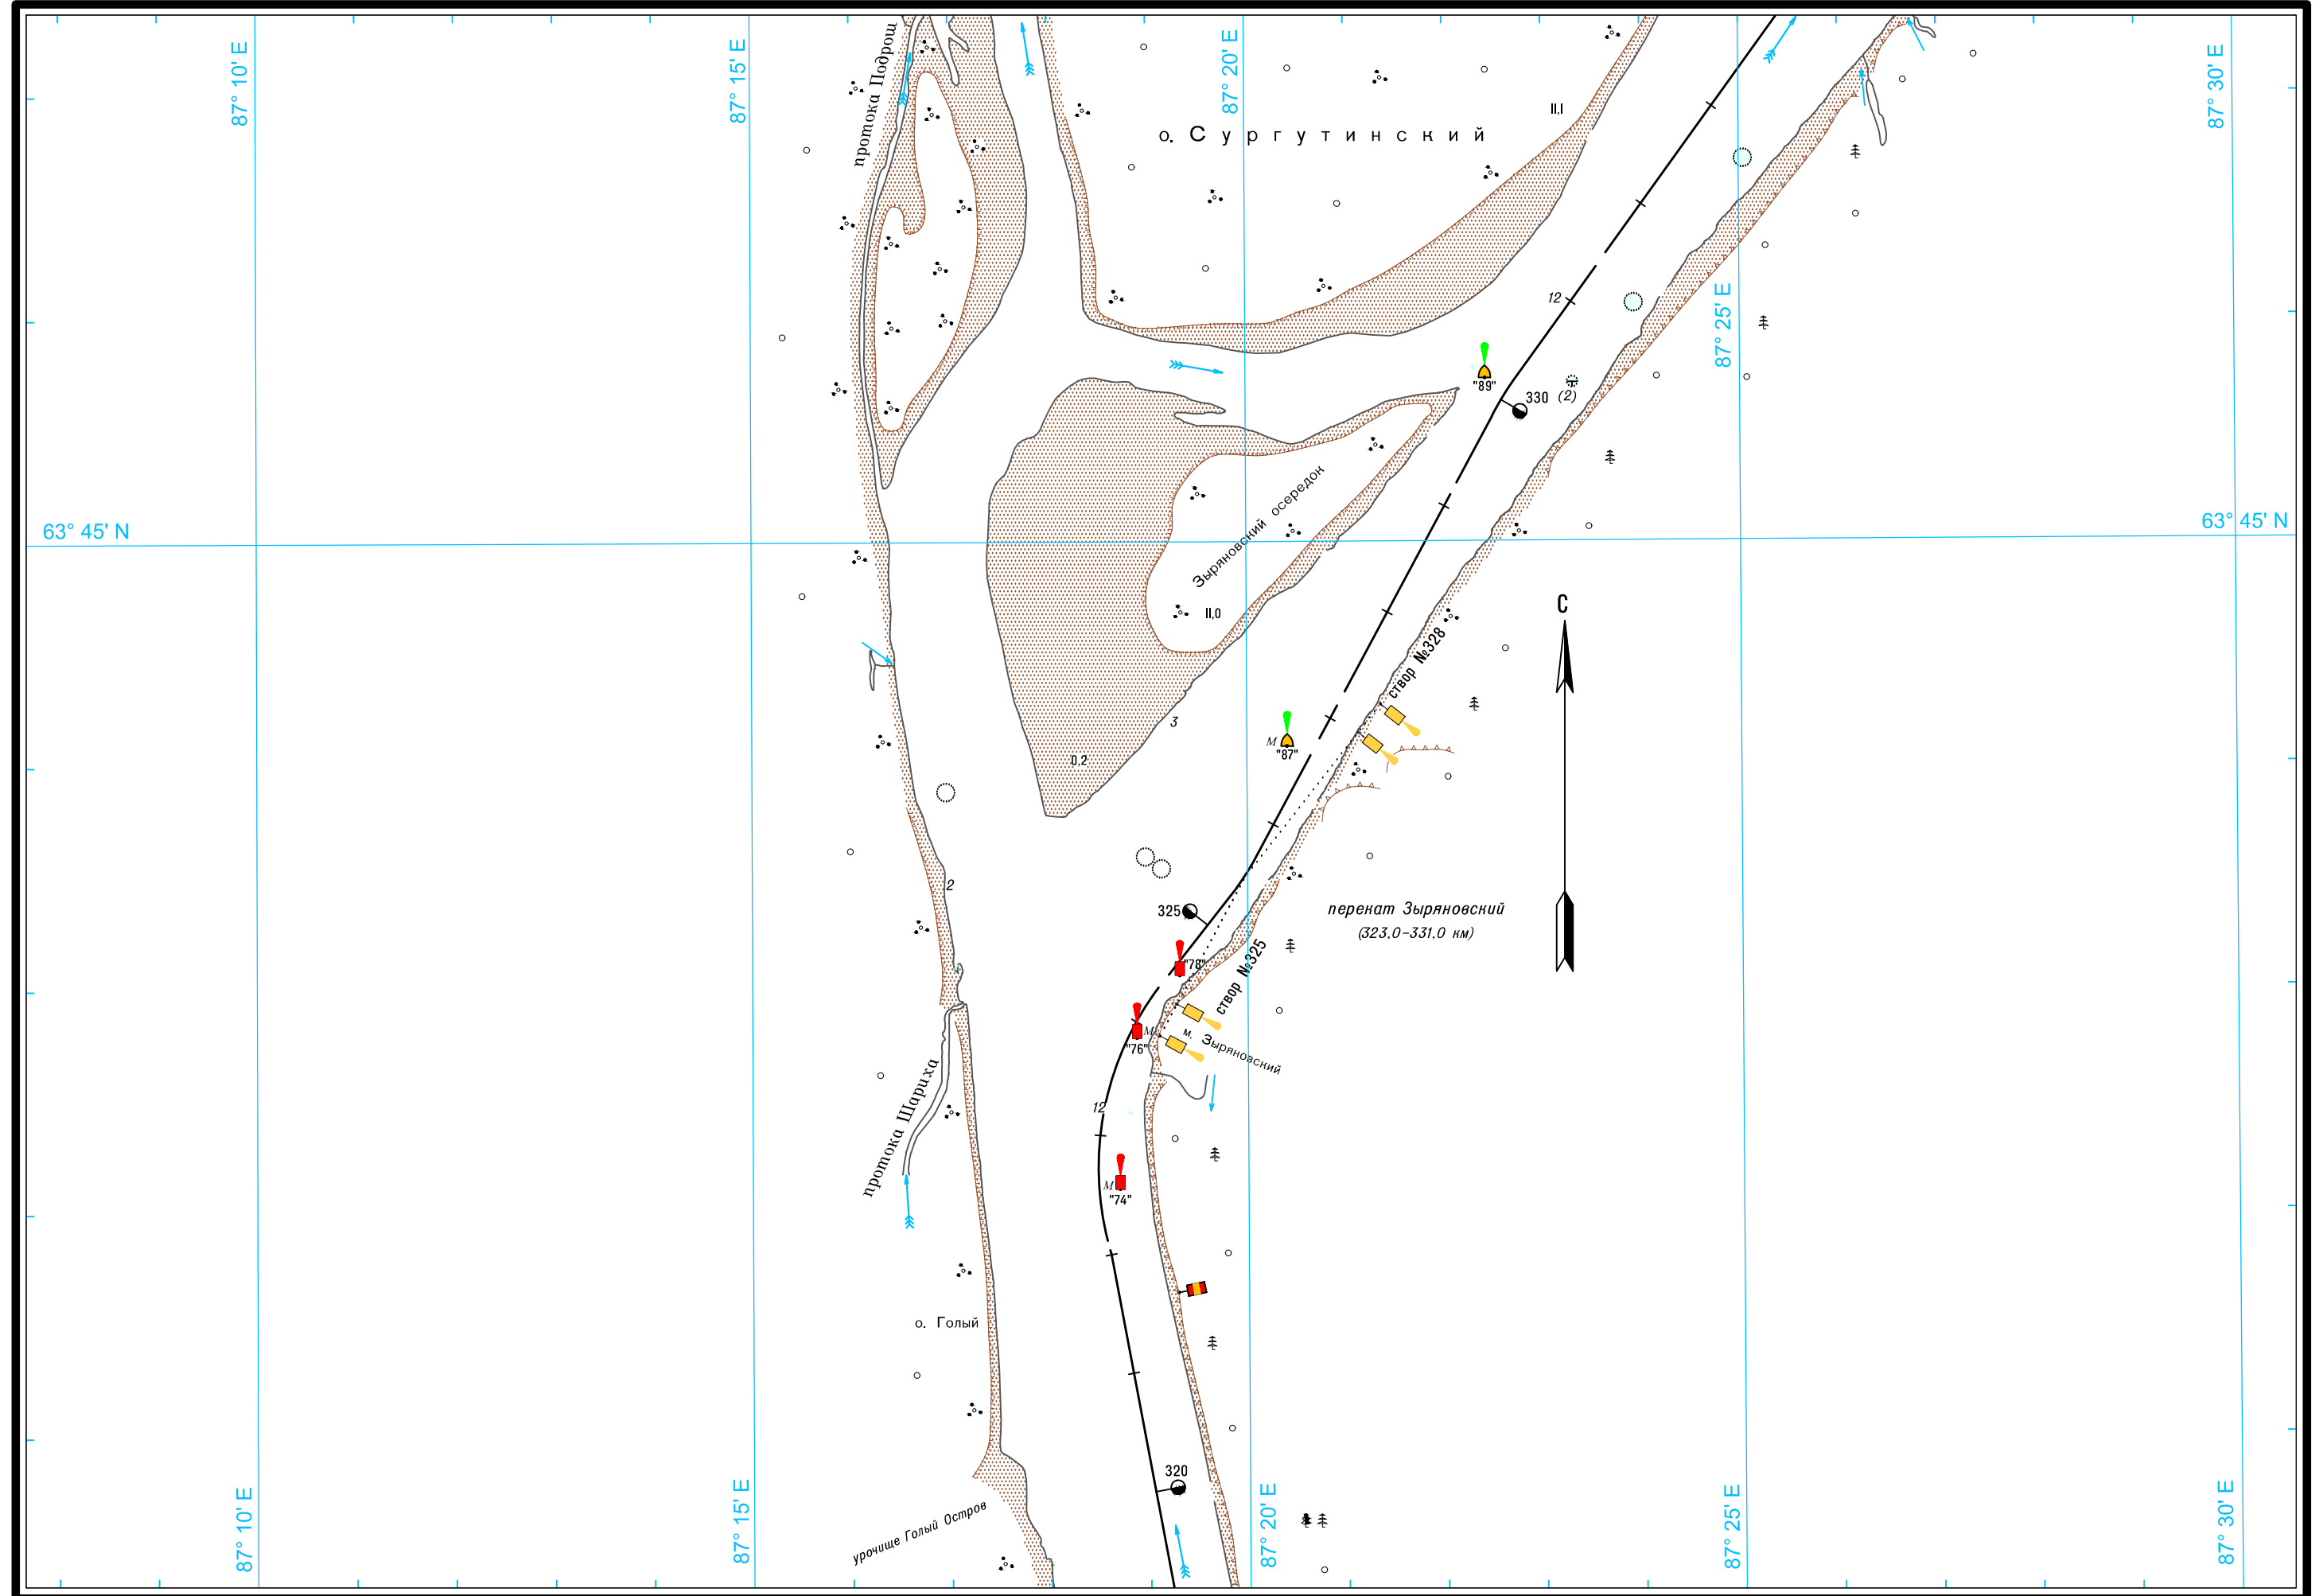 87° 10' E
87° 15' E
87° 20' E
87° 30' E
протока Подрощ
о. Сургутинский
II,I
87° 25' E
12
"89"
330
(2)
63° 45' N
63° 45' N
Зыряновский осередок
II,0
С
створ №328
3
М
"87"
0,2
2
325
перекат Зыряновский
(323,0-331,0 км)
"78"
створ №325
М
"76"
м. Зыряновский
протока Шариха
12
М
"74"
о. Голый
320
урочище Голый Остров
87° 10' E
87° 15' E
87° 20' E
87° 25' E
87° 30' E